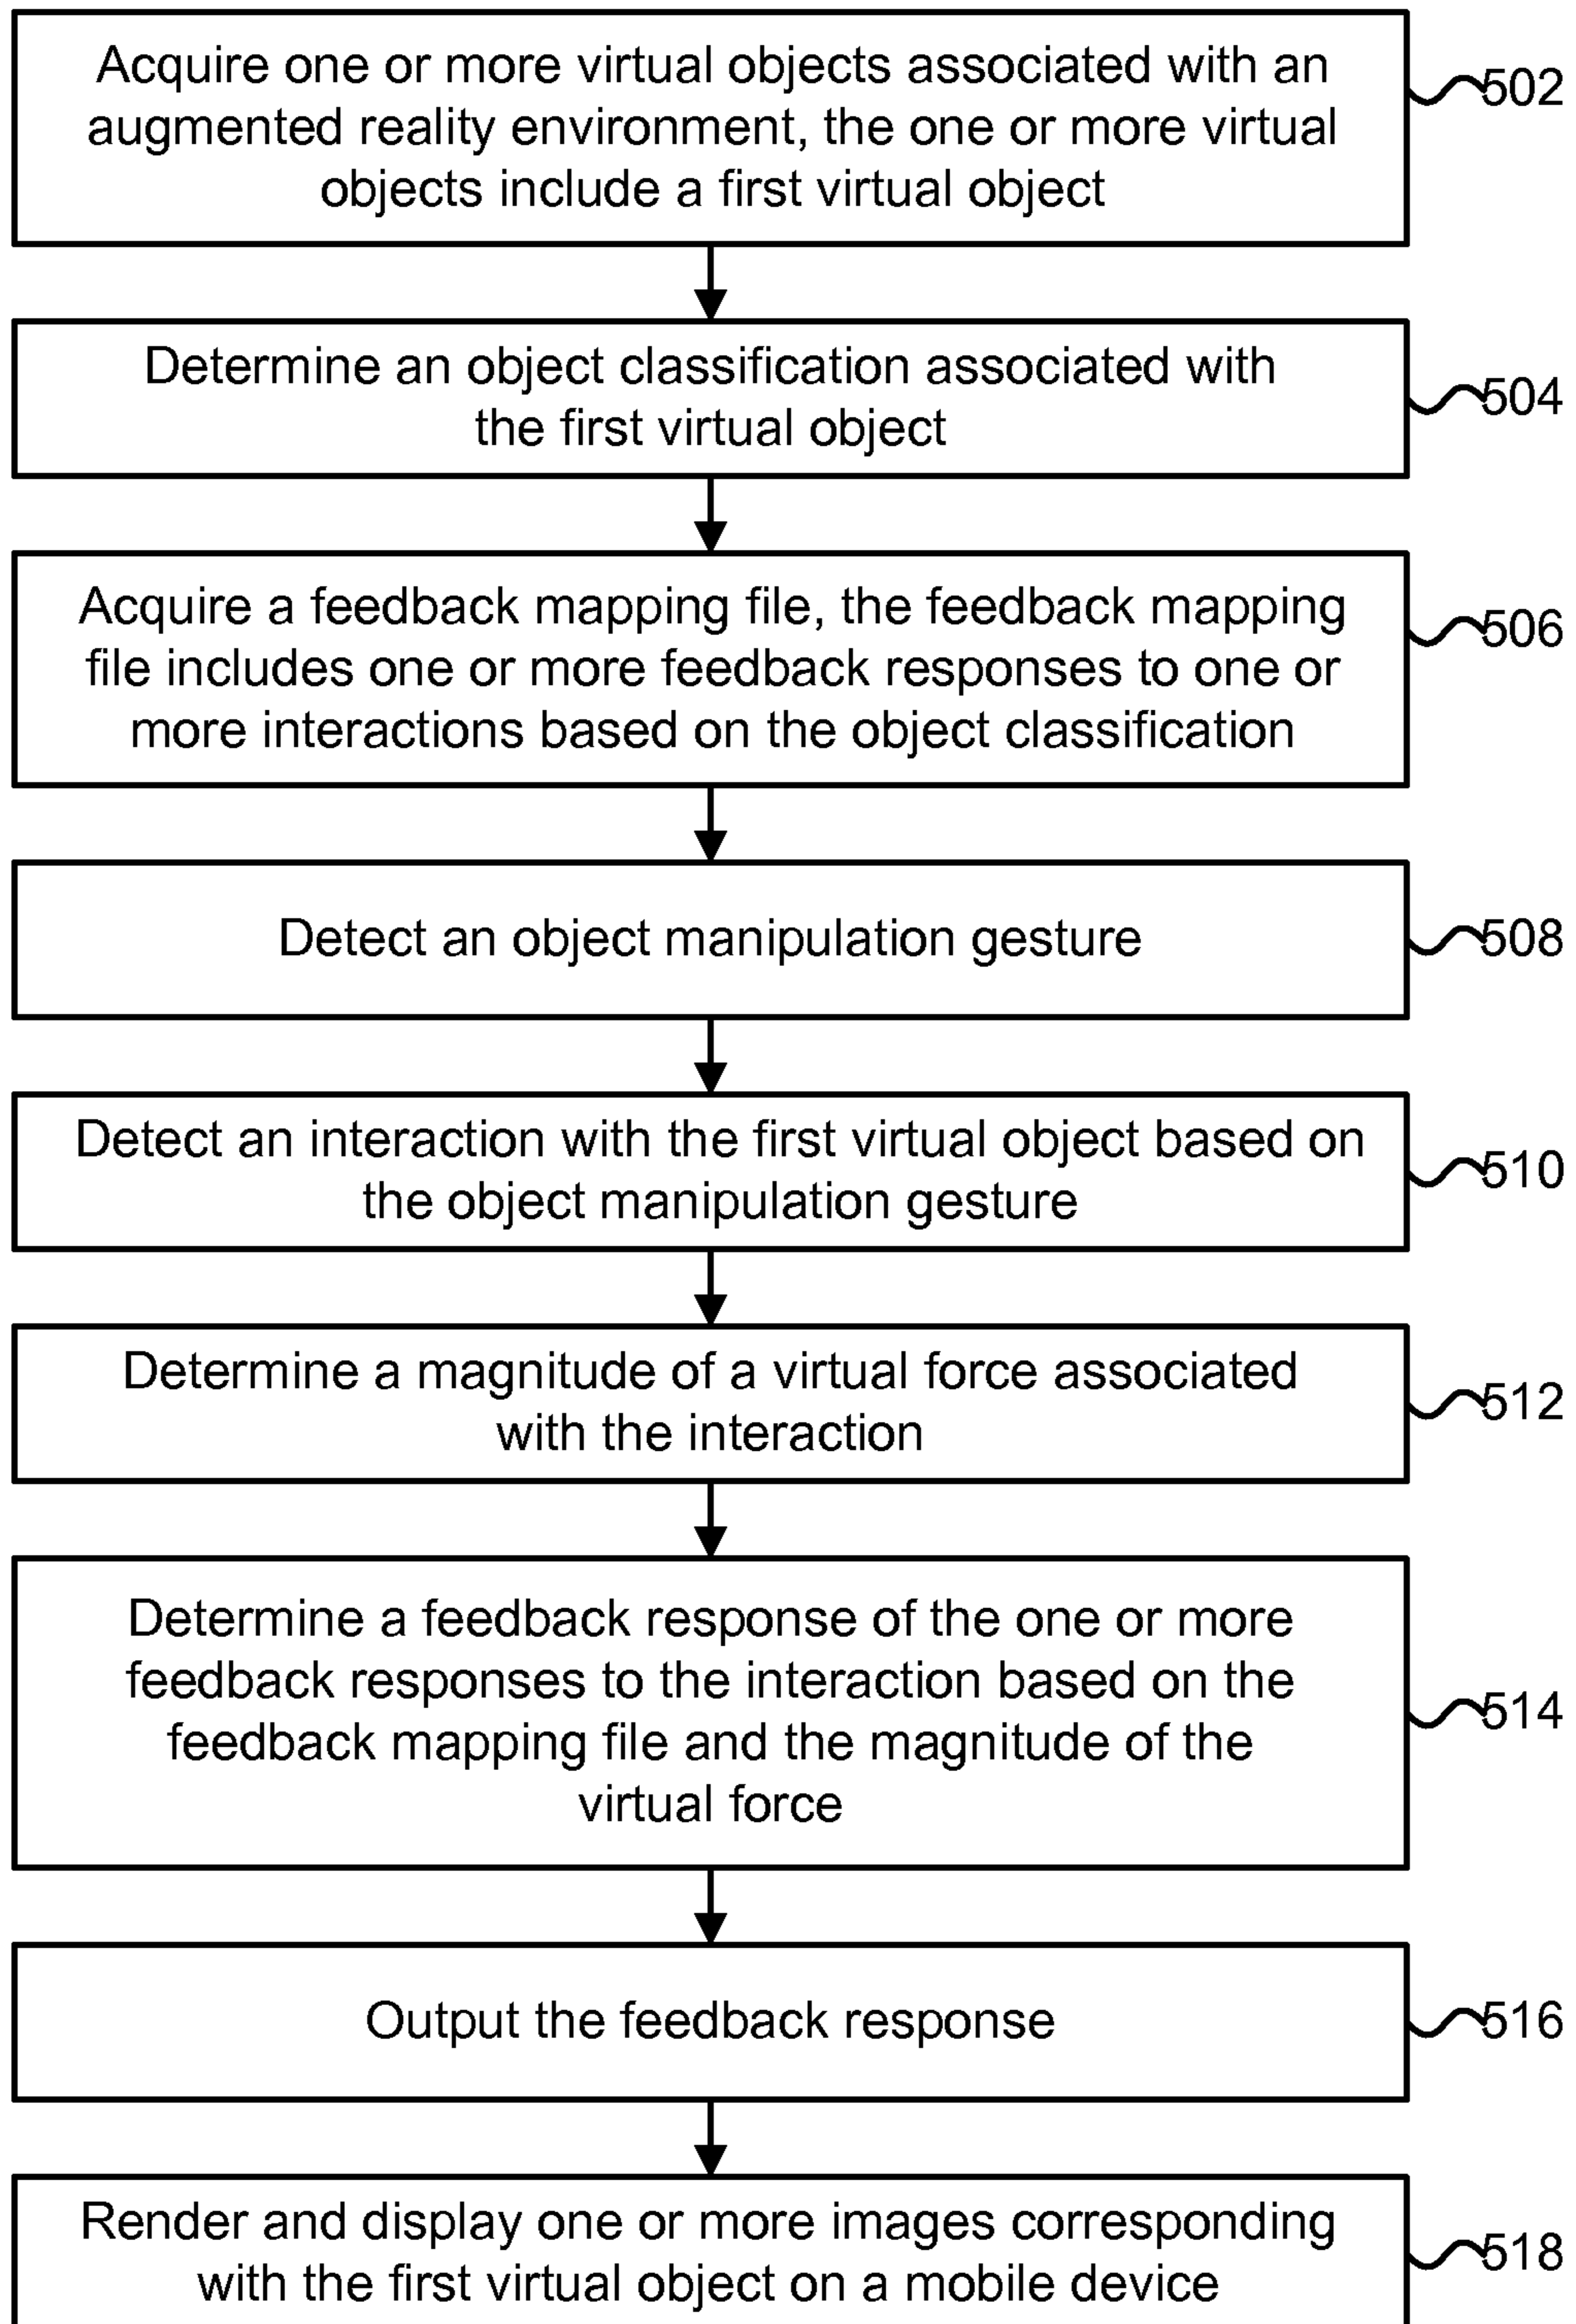 Acquire one or more virtual objects associated with an
augmented reality environment, the one or more virtual
objects include a first virtual object
502
Determine an object classification associated with
the first virtual object
504
Acquire a feedback mapping file, the feedback mapping
file includes one or more feedback responses to one or
more interactions based on the object classification
506
Detect an object manipulation gesture
508
Detect an interaction with the first virtual object based on
the object manipulation gesture
510
Determine a magnitude of a virtual force associated
with the interaction
512
Determine a feedback response of the one or more
feedback responses to the interaction based on the
feedback mapping file and the magnitude of the
virtual force
514
Output the feedback response
516
Render and display one or more images corresponding
with the first virtual object on a mobile device
518